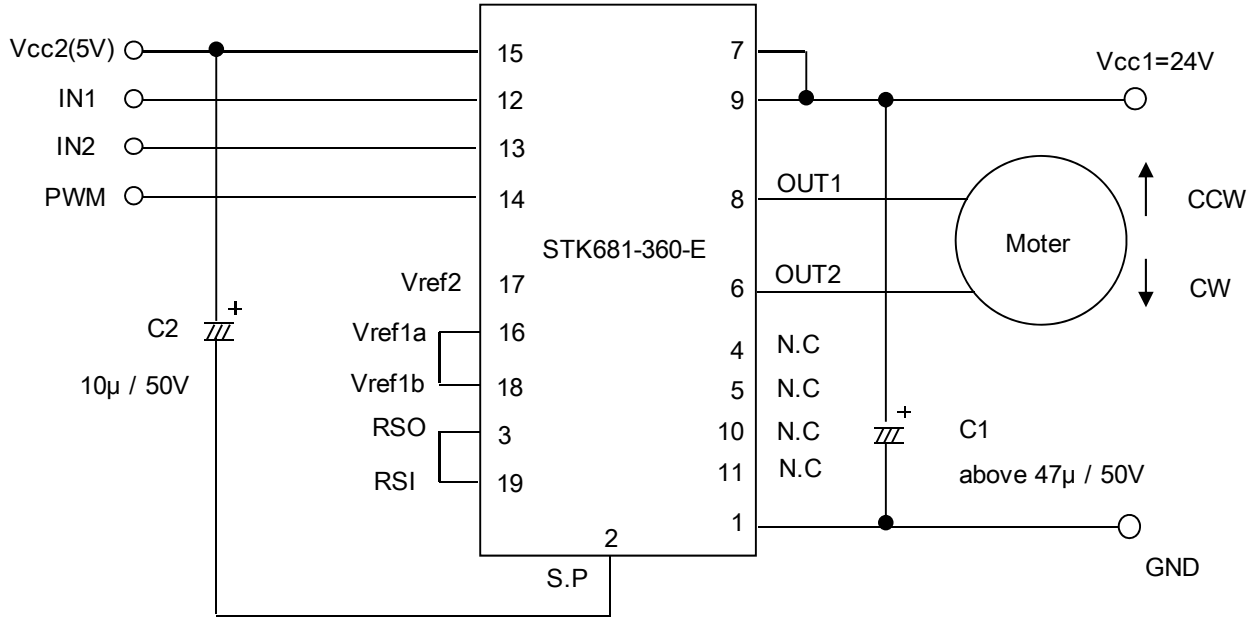 Vcc2(5V)
15
7
Vcc1=24V
IN1
12
9
IN2
13
PWM
14
8
OUT1
CCW
STK681-360-E
Moter
Vref2
17
6
OUT2
CW
C2
+
Vref1a
16
4
N.C
10µ / 50V
Vref1b
18
5
N.C
RSO
3
10
N.C
+
C1
RSI
19
11
N.C
above 47µ / 50V
1
2
S.P
GND